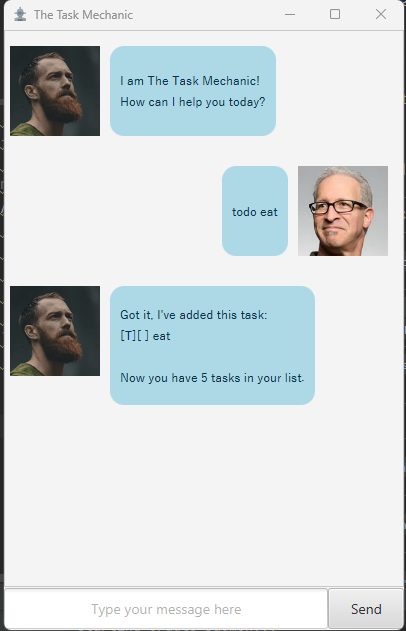 The Task Mechanic
I am The Task Mechanic!
How can I help you today?
todo eat
Got it, I've added this task:
[T][ ] eat
Now you have 5 tasks in your list.
Type your message here
Send